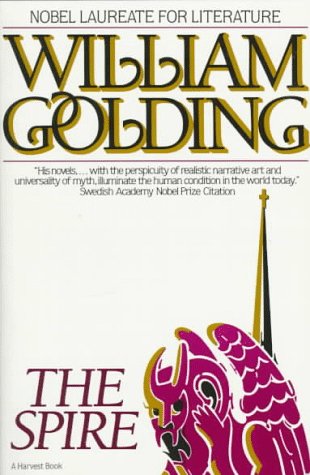 NOBEL LAUREATE FOR LITERATURE
WILLIAM
GOLDING
"His novels,...with the perspicuity of realistic narrative art and
universality of myth, illuminate the human condition in the world today."
Swedish Academy Nobel Prize Citation
THE
SPIRE
A Harvest Book